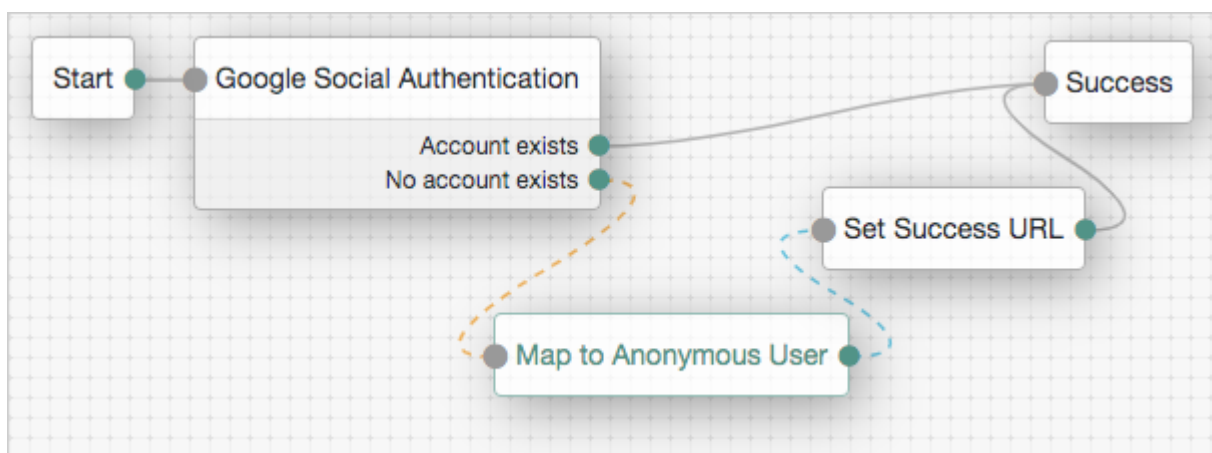 Start
Google Social Authentication
Account exists
No account exists
Success
Set Success URL
Map to Anonymous User